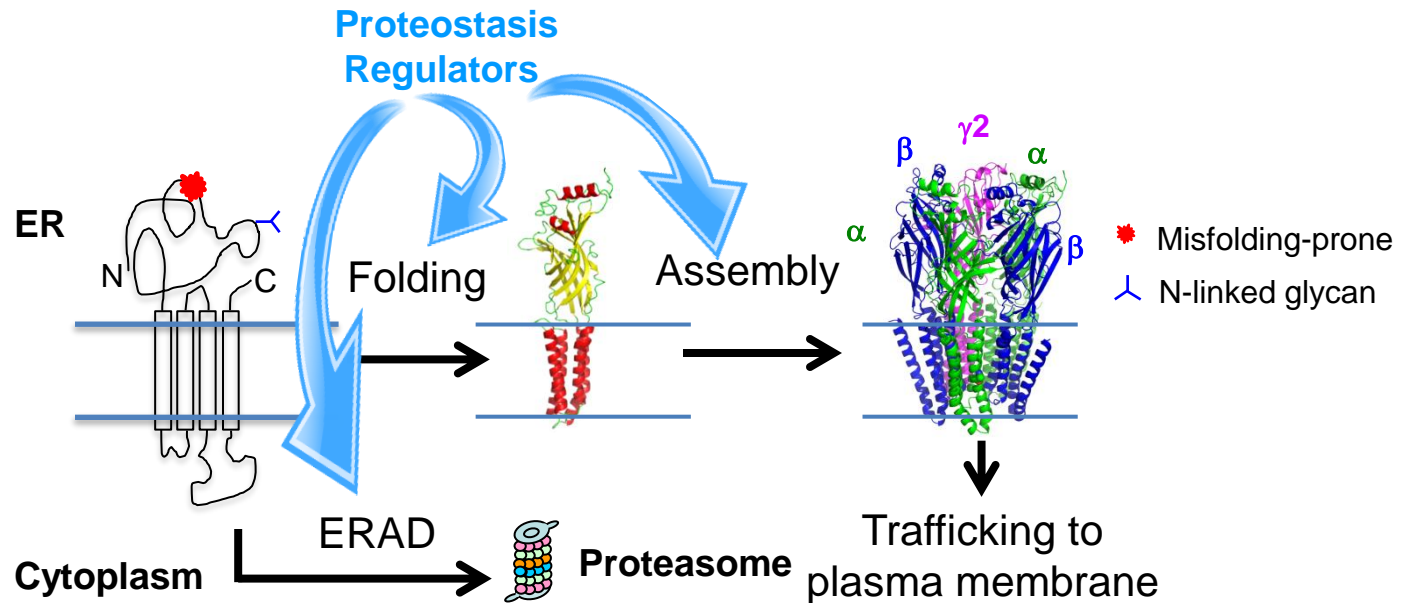 Proteostasis
Regulators
γ2
β
α
ER
α
β
Misfolding-prone
N
C
Folding
Assembly
N-linked glycan
ERAD
Cytoplasm
Proteasome
Trafficking to
plasma membrane